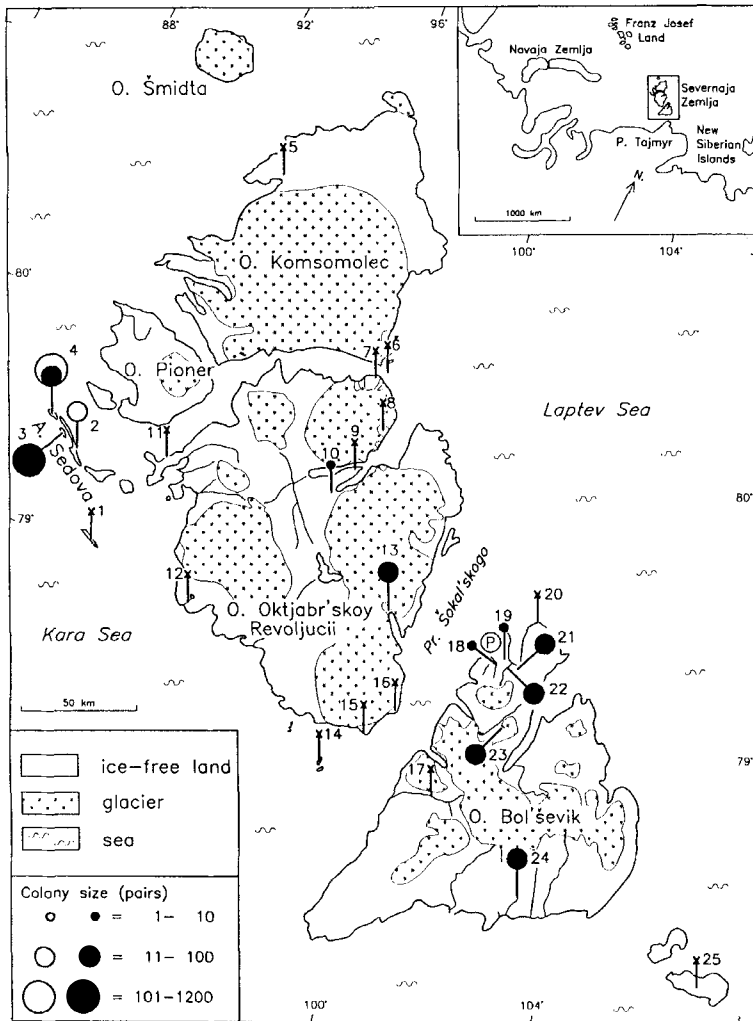 88°
92°
96°
O. Šmidta
Franz Josef
Land
Novaja Zemlja
Severnaja
Zemlja
P. Tajmyr
New
Siberian
Islands
N.
1000 km
100°
104°
5
80°
O. Komsomolec
4
O. Pioner
7
6
8
Laptev Sea
2
3
A. Sedova
11
9
10
1
79°
80°
13
12
O. Oktjabr'skoy
Revoljucii
Pr. Šokal'skogo
20
19
18
P
21
Kara Sea
50 km
16
22
15
14
23
79°
17
O. Bol'ševik
24
25
ice-free land
glacier
sea
Colony size (pairs)
= 1- 10
= 11- 100
= 101-1200
100°
104°